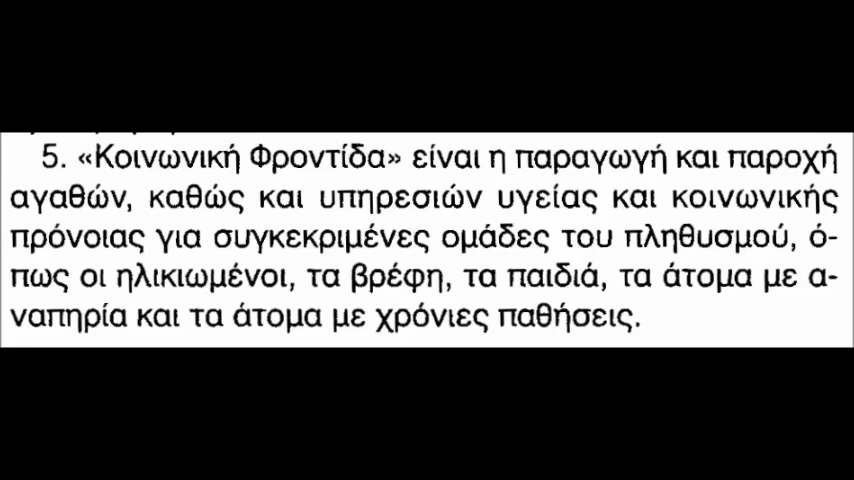 5. «Κοινωνική Φροντίδα» είναι η παραγωγή και παροχή
αγαθών, καθώς και υπηρεσιών υγείας και κοινωνικής
πρόνοιας για συγκεκριμένες ομάδες του πληθυσμού, ό-
πως οι ηλικιωμένοι, τα βρέφη, τα παιδιά, τα άτομα με α-
ναπηρία και τα άτομα με χρόνιες παθήσεις.